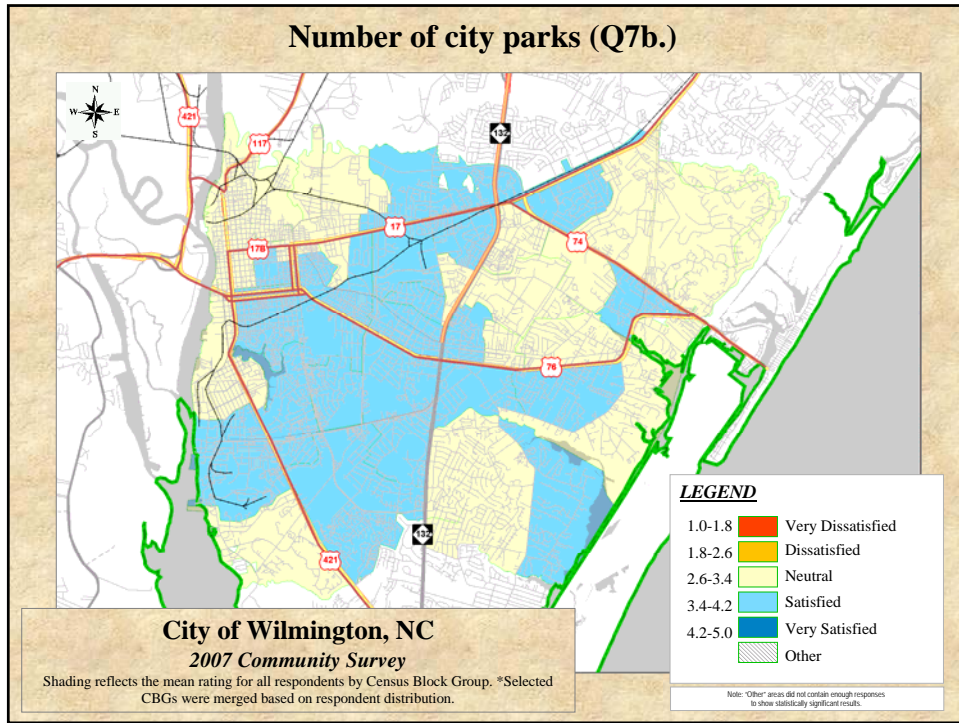 Number of city parks (Q7b.)
N
W E
S
421
117
132
17
17B
74
76
132
421
LEGEND
1.0-1.8 Very Dissatisfied
1.8-2.6 Dissatisfied
2.6-3.4 Neutral
3.4-4.2 Satisfied
4.2-5.0 Very Satisfied
Other
City of Wilmington, NC
2007 Community Survey
Shading reflects the mean rating for all respondents by Census Block Group. *Selected
CBGs were merged based on respondent distribution.
Note: "Other" areas did not contain enough responses
to show statistically significant results.